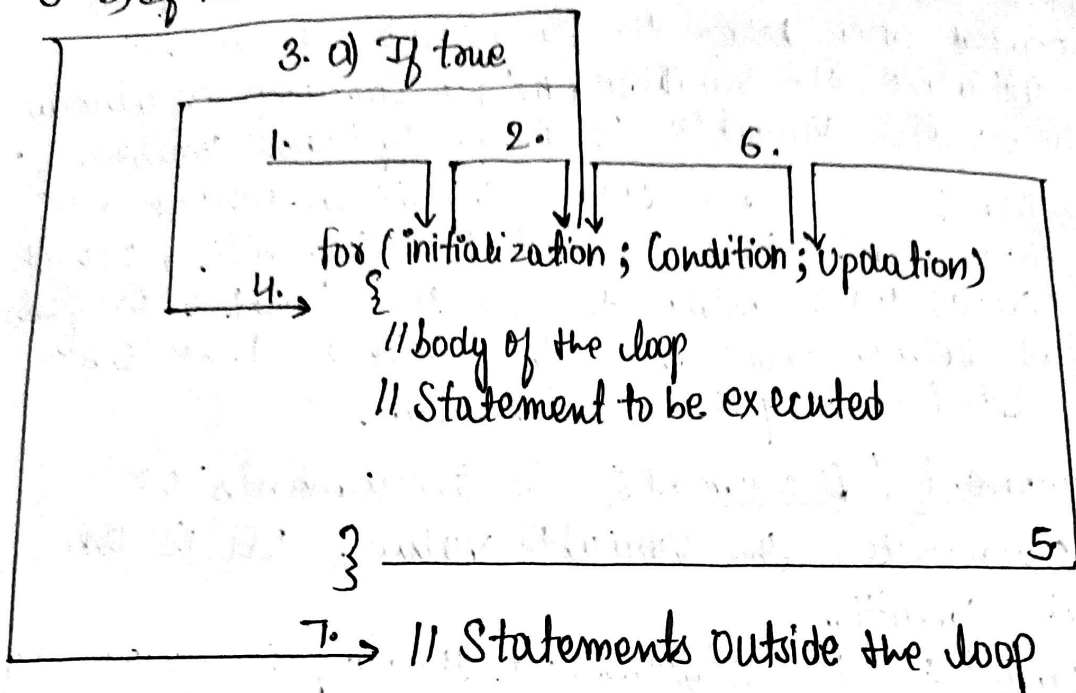 3. a) If true
1. 2. 6.
for ( initialization ; Condition ; Updation)
4. {
// body of the loop
// Statement to be executed
} 5
7. // Statements outside the loop